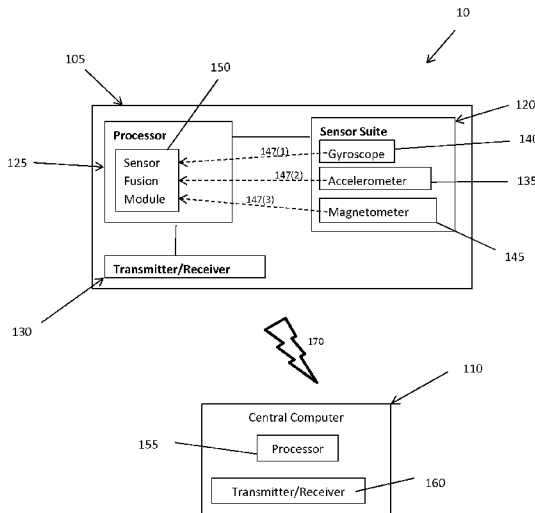 10
105
150
120
Processor
Sensor Suite
140
147(1)
Gyroscope
Sensor
125
Fusion
147(2)
Accelerometer
135
Module
147(3)
Magnetometer
145
Transmitter/Receiver
130
170
110
Central Computer
155
Processor
Transmitter/Receiver
160